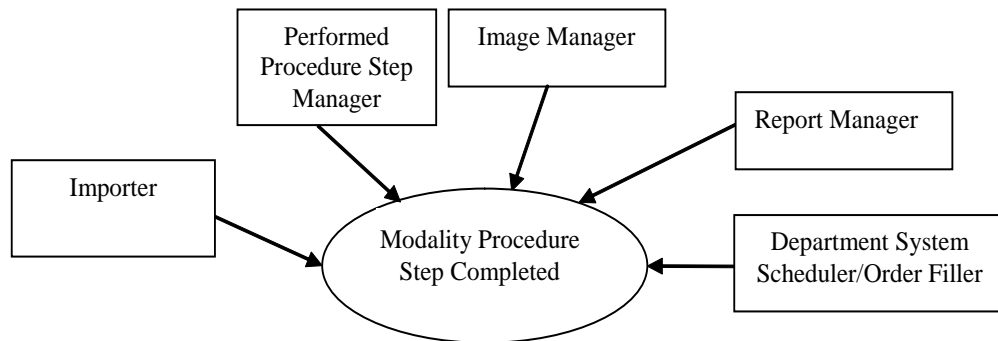 Performed
Procedure Step
Manager
Image Manager
Report Manager
Importer
Modality Procedure
Step Completed
Department System
Scheduler/Order Filler